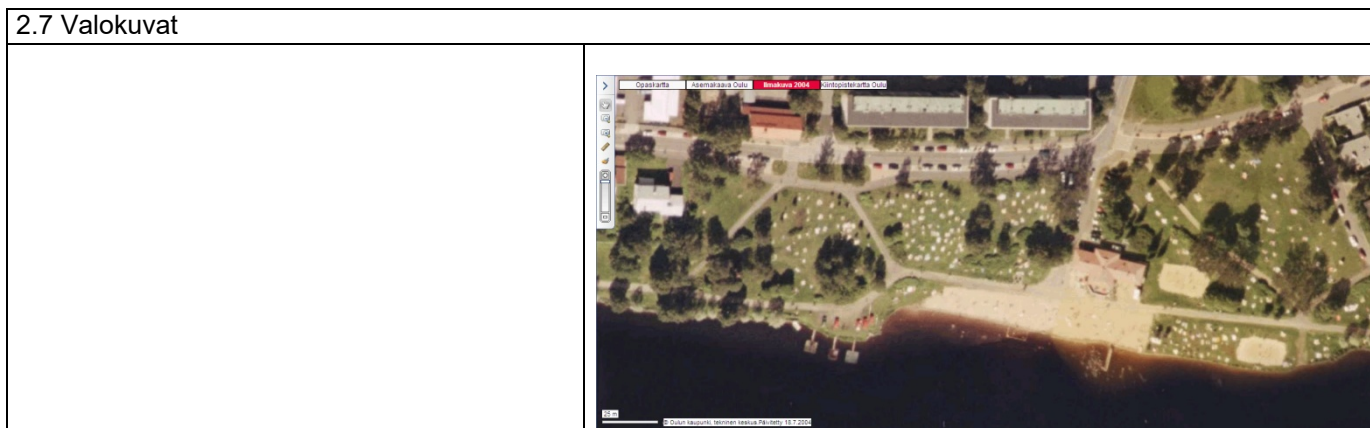 2.7 Valokuvat
Opaskartta Asemakaava Oulu Ilmakuva 2004 Kiintopistekartta Oulu
25 m
© Oulun kaupunki, tekninen keskus Päivitetty 18.7.2004